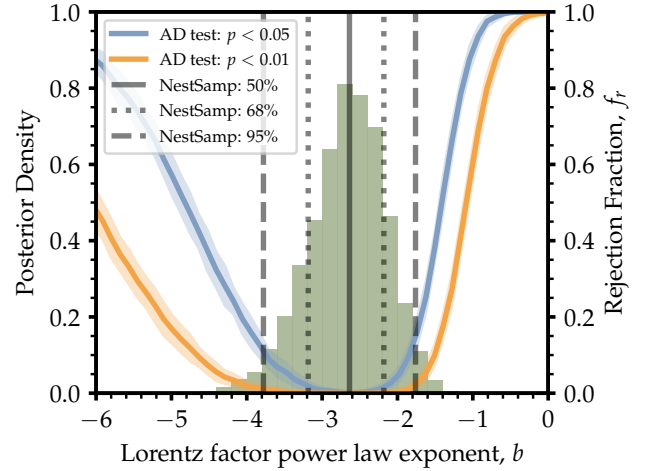 AD test: p < 0.05
AD test: p < 0.01
NestSamp: 50%
NestSamp: 68%
NestSamp: 95%
Posterior Density
1.0
0.8
0.6
0.4
0.2
0.0
Rejection Fraction, fr
1.0
0.8
0.6
0.4
0.2
0.0
−6 −5 −4 −3 −2 −1 0
Lorentz factor power law exponent, b